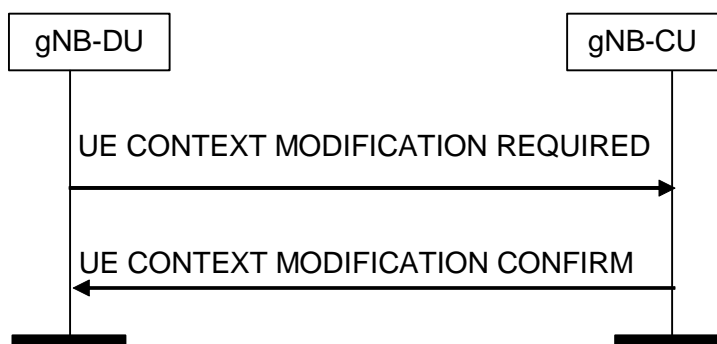 gNB-DU
gNB-CU
UE CONTEXT MODIFICATION REQUIRED
UE CONTEXT MODIFICATION CONFIRM